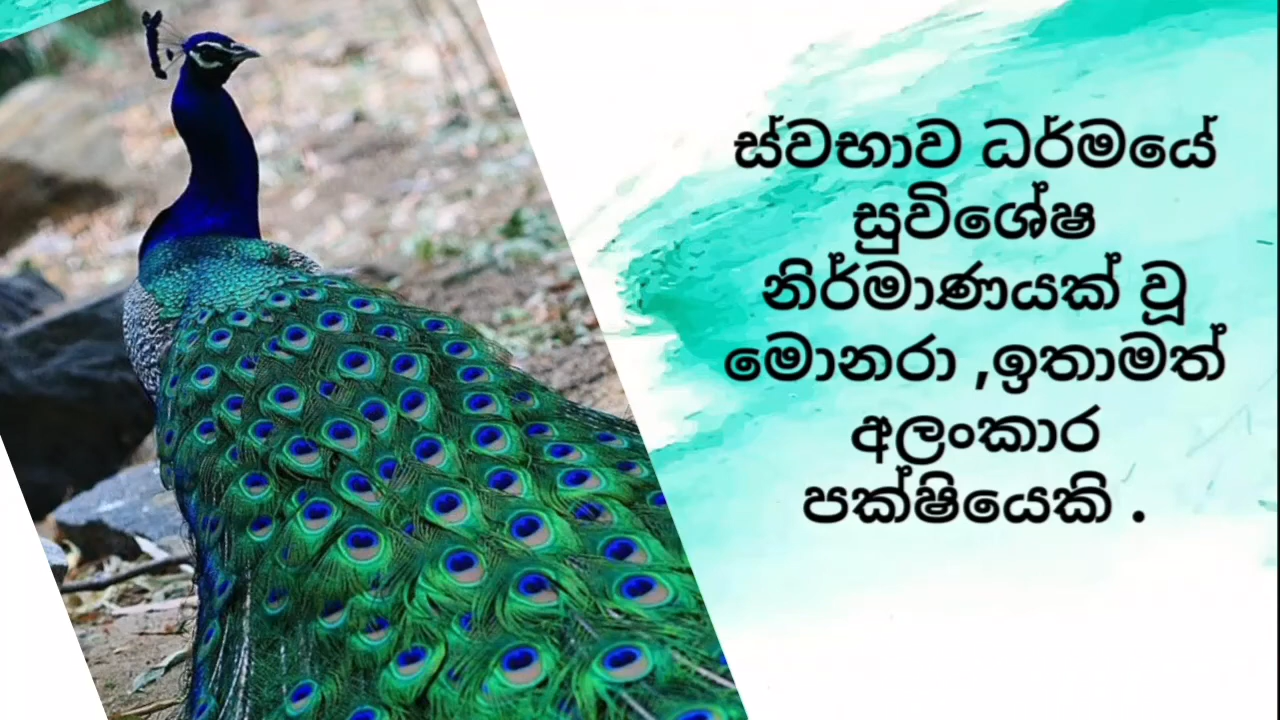 ස්වභාව ධර්මයේ
සුවිශේෂ
නිර්මාණයක් වූ
මොනරා ,ඉතාමත්
අලංකාර
පක්ෂියෙකි .